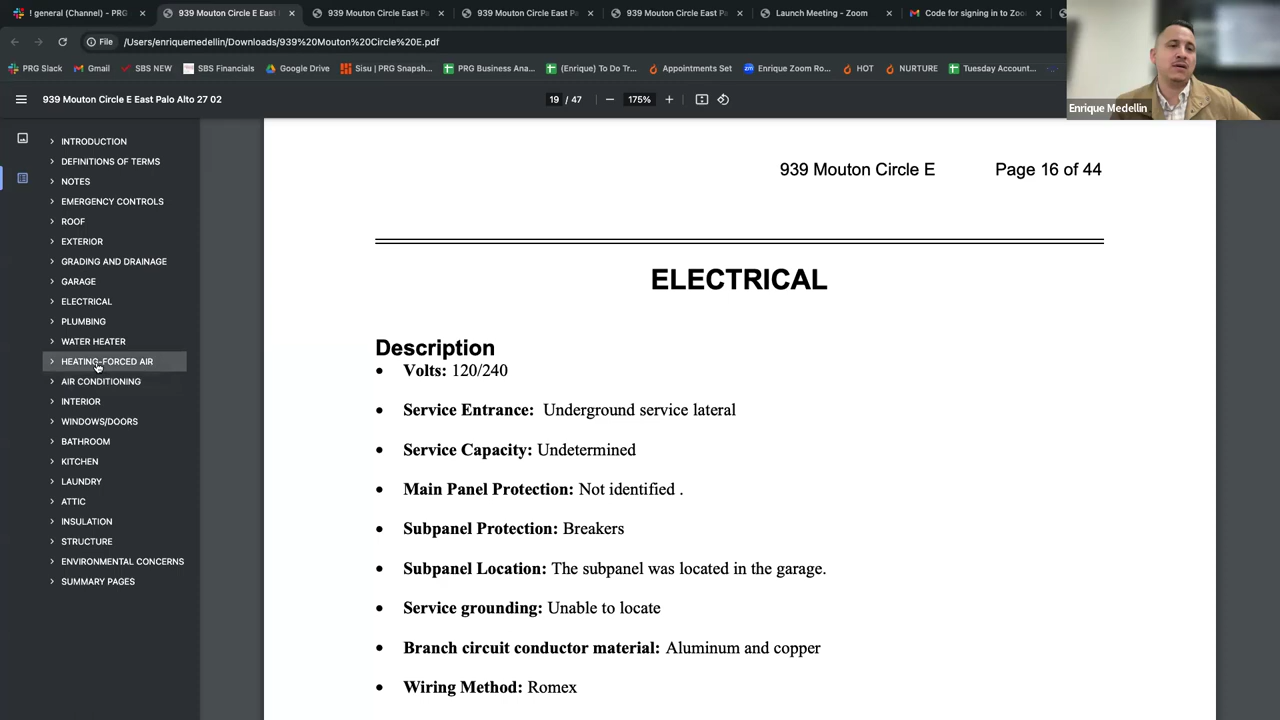 ! general (Channel) - PRG
939 Mouton Circle E East
939 Mouton Circle East Pa
939 Mouton Circle East Pa
939 Mouton Circle East Pa
Launch Meeting - Zoom
Code for signing in to Zoo
File /Users/enriquemedellin/Downloads/939%20Mouton%20Circle%20E.pdf
PRG Slack
Gmail
SBS NEW
SBS Financials
Google Drive
Sisu | PRG Snapsh...
PRG Business Ana...
(Enrique) To Do Tr...
Appointments Set
Enrique Zoom Ro...
HOT
NURTURE
Tuesday Account...
Enrique Medellin
939 Mouton Circle E East Palo Alto 27 02
19 / 47
175%
INTRODUCTION
DEFINITIONS OF TERMS
NOTES
EMERGENCY CONTROLS
ROOF
EXTERIOR
GRADING AND DRAINAGE
GARAGE
ELECTRICAL
PLUMBING
WATER HEATER
HEATING-FORCED AIR
AIR CONDITIONING
INTERIOR
WINDOWS/DOORS
BATHROOM
KITCHEN
LAUNDRY
ATTIC
INSULATION
STRUCTURE
ENVIRONMENTAL CONCERNS
SUMMARY PAGES
939 Mouton Circle E Page 16 of 44
ELECTRICAL
Description
• Volts: 120/240
• Service Entrance: Underground service lateral
• Service Capacity: Undetermined
• Main Panel Protection: Not identified .
• Subpanel Protection: Breakers
• Subpanel Location: The subpanel was located in the garage.
• Service grounding: Unable to locate
• Branch circuit conductor material: Aluminum and copper
• Wiring Method: Romex